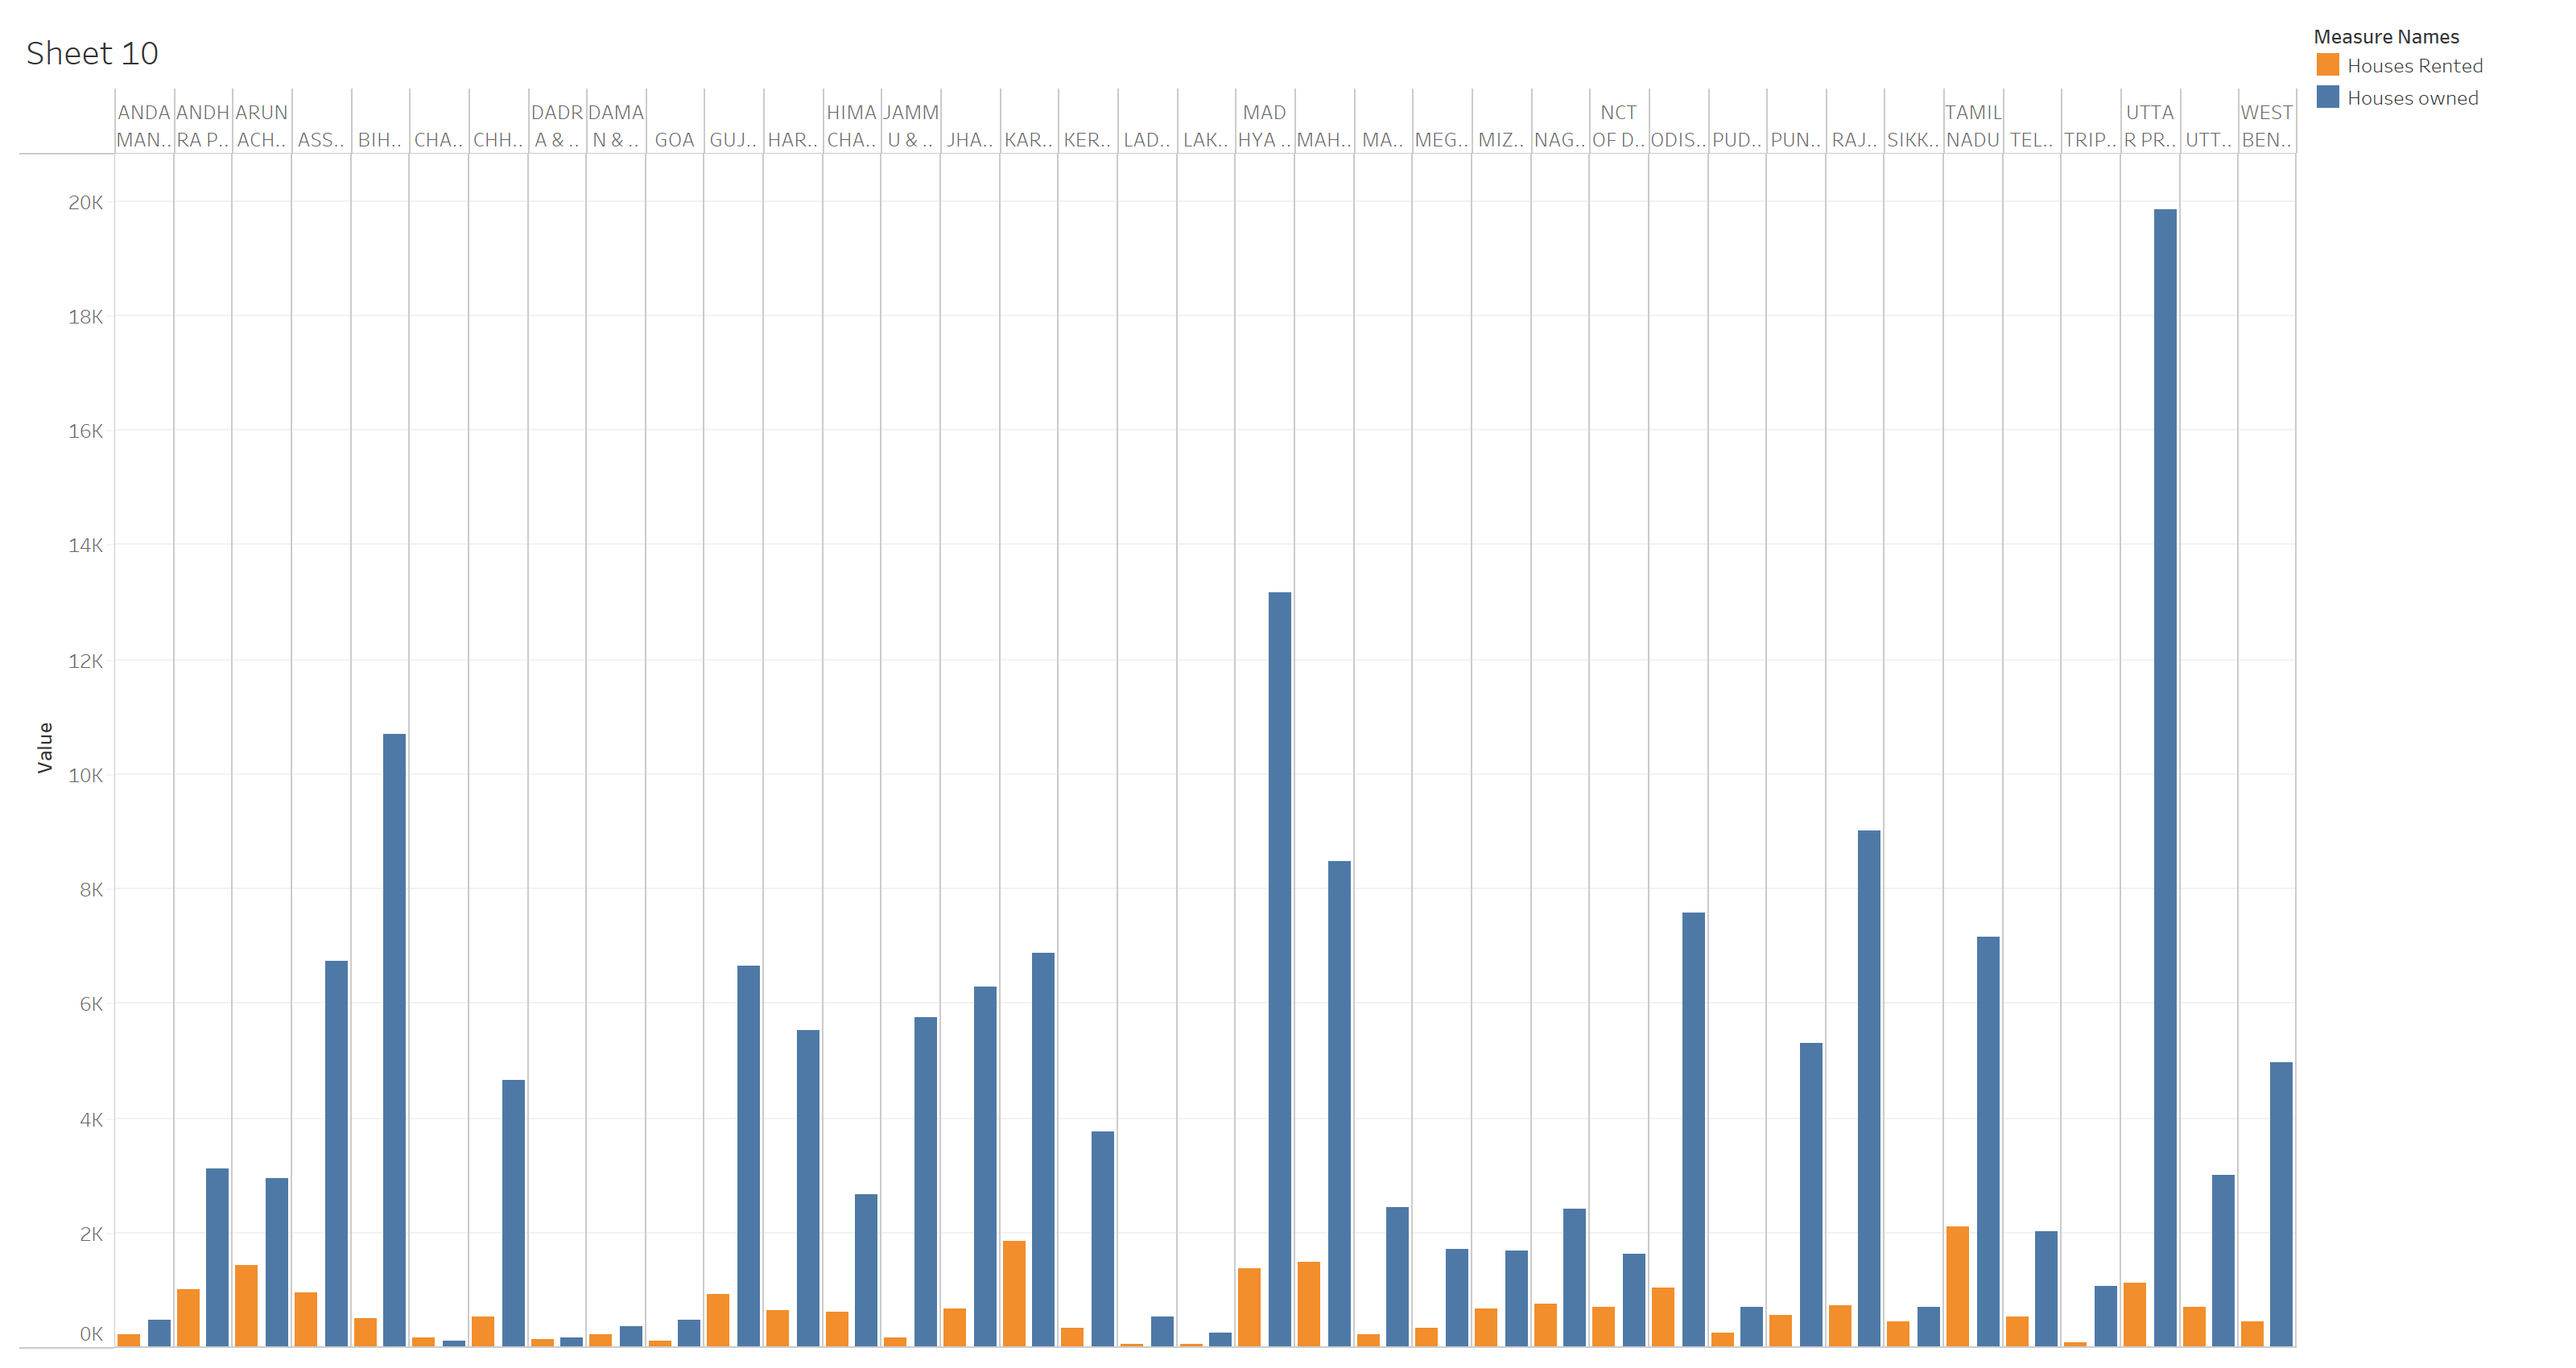 Sheet 10
Measure Names
Houses Rented
Houses owned
ANDA ANDH ARUN DADR DAMA HIMA JAMM MAD NCT TAMIL UTTA WEST
MAN.. RA P.. ACH.. ASS.. BIH.. CHA.. CHH.. A & .. N & .. GOA GUJ.. HAR.. CHA.. U & .. JHA.. KAR.. KER.. LAD.. LAK.. HYA .. MAH.. MA.. MEG.. MIZ.. NAG.. OF D.. ODIS.. PUD.. PUN.. RAJ.. SIKK.. NADU TEL.. TRIP.. R PR.. UTT.. BEN..
20K
18K
16K
14K
12K
10K
8K
6K
4K
2K
0K
Value